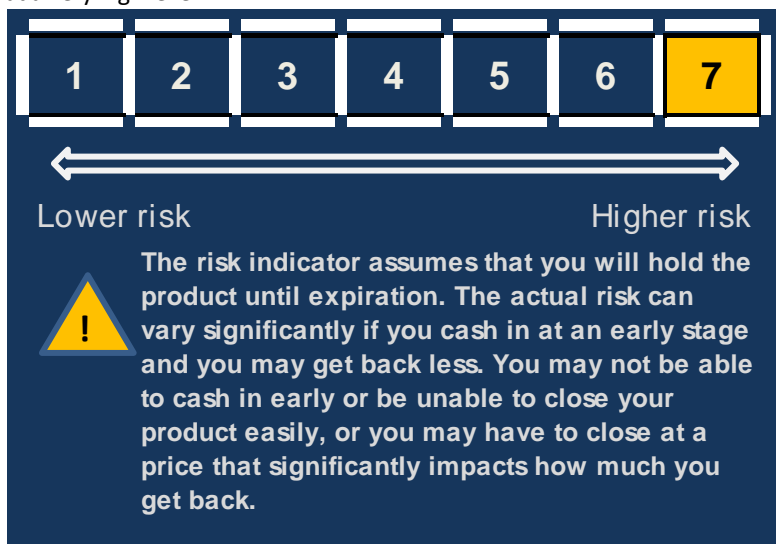 1 2 3 4 5 6 7
Lower risk Higher risk
The risk indicator assumes that you will hold the
product until expiration. The actual risk can
! vary significantly if you cash in at an early stage
and you may get back less. You may not be able
to cash in early or be unable to close your
product easily, or you may have to close at a
price that significantly impacts how much you
get back.